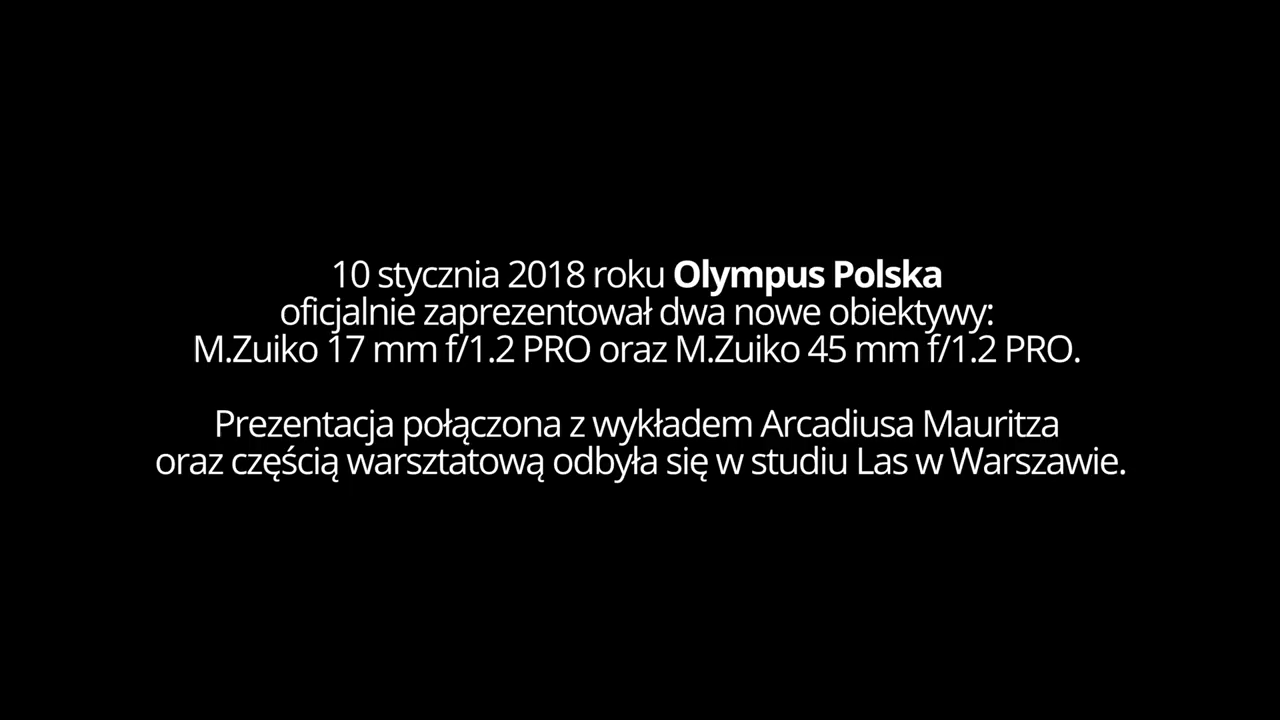 10 stycznia 2018 roku Olympus Polska
oficjalnie zaprezentował dwa nowe obiektywy:
M.Zuiko 17 mm f/1.2 PRO oraz M.Zuiko 45 mm f/1.2 PRO.
Prezentacja połączona z wykładem Arcadiusa Mauritza
oraz częścią warsztatową odbyła się w studiu Las w Warszawie.